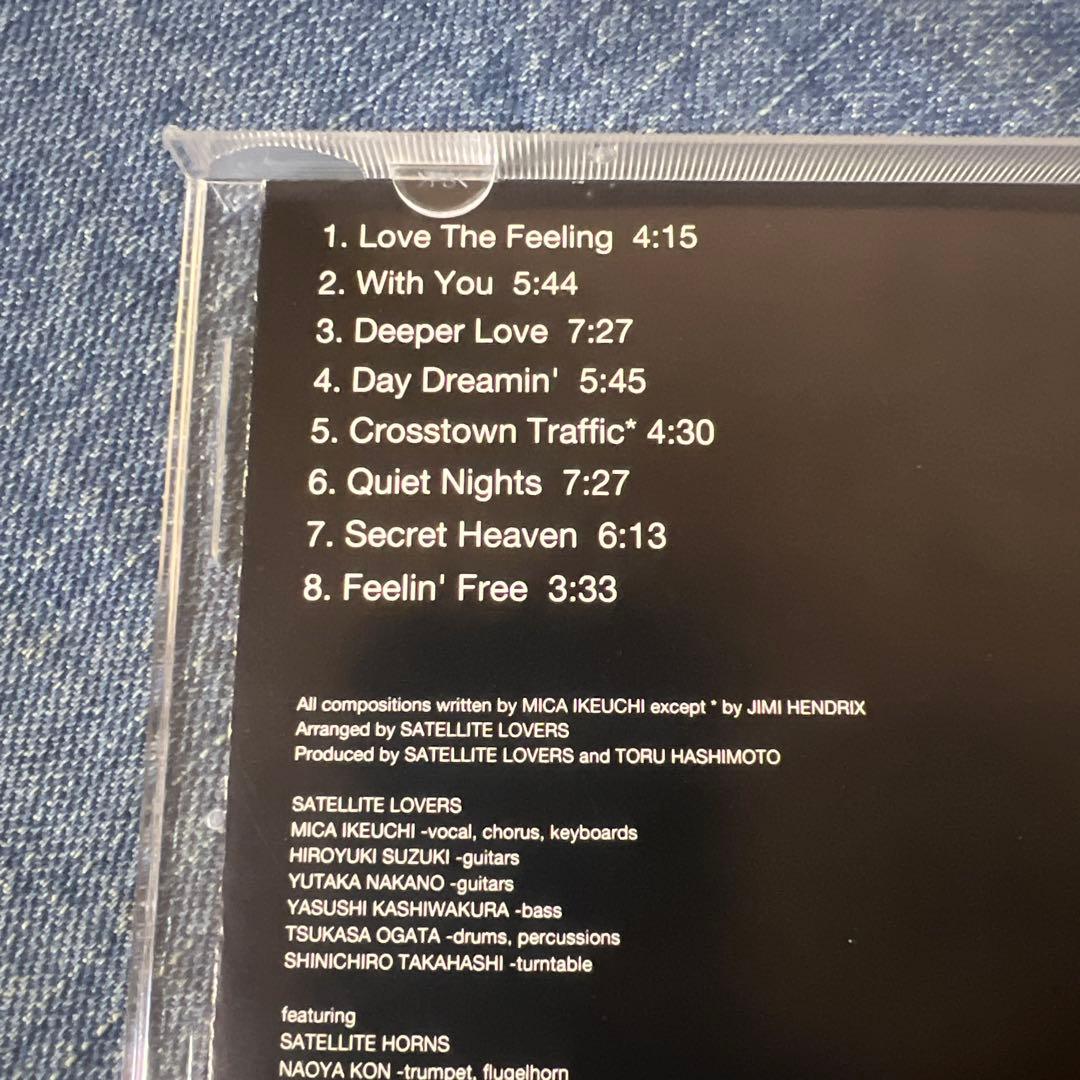 1. Love The Feeling 4:15
2. With You 5:44
3. Deeper Love 7:27
4. Day Dreamin' 5:45
5. Crosstown Traffic* 4:30
6. Quiet Nights 7:27
7. Secret Heaven 6:13
8. Feelin' Free 3:33
All compositions written by MICA IKEUCHI except * by JIMI HENDRIX
Arranged by SATELLITE LOVERS
Produced by SATELLITE LOVERS and TORU HASHIMOTO
SATELLITE LOVERS
MICA IKEUCHI -vocal, chorus, keyboards
HIROYUKI SUZUKI -guitars
YUTAKA NAKANO -guitars
YASUSHI KASHIWAKURA -bass
TSUKASA OGATA -drums, percussions
SHINICHIRO TAKAHASHI -turntable
featuring
SATELLITE HORNS
NAOYA KON -trumpet, flugelhorn